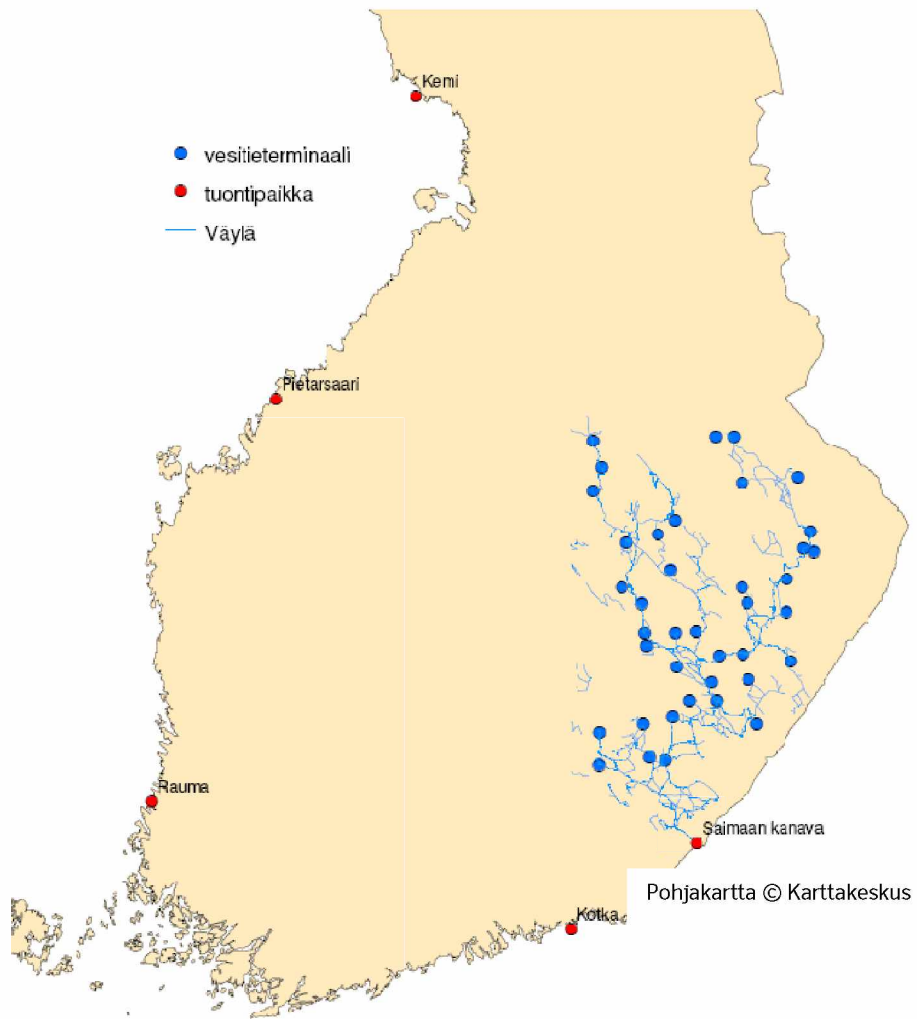 Kemi
vesitieterminaali
tuontipaikka
Väylä
Pietarsaari
Rauma
Saimaan kanava
Pohjakartta © Karttakeskus
Kotka